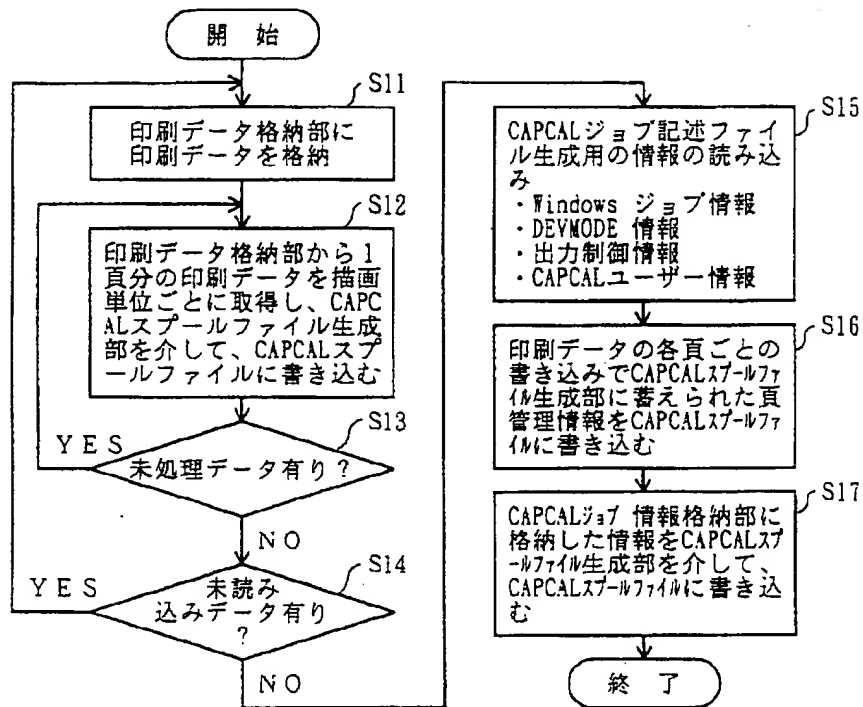 開 始
S11
印刷データ格納部に
印刷データを格納
S12
印刷データ格納部から1
頁分の印刷データを描画
単位ごとに取得し、CAPC
ALスプールファイル生成
部を介して、CAPCALスプ
ールファイルに書き込む
S13
YES
未処理データ有り?
NO
S14
YES
未読み
込みデータ有り
?
NO
S15
CAPCALジョブ記述ファイ
ル生成用の情報の読み込
み
・Windows ジョブ情報
・DEVMODE 情報
・出力制御情報
・CAPCALユーザー情報
S16
印刷データの各頁ごとの
書き込みでCAPCALスプールファ
イル生成部に蓄えられた頁
管理情報をCAPCALスプールファ
イルに書き込む
S17
CAPCALジョブ 情報格納部に
格納した情報をCAPCALスプ
ールファイル生成部を介して、
CAPCALスプールファイルに書き込
む
終 了